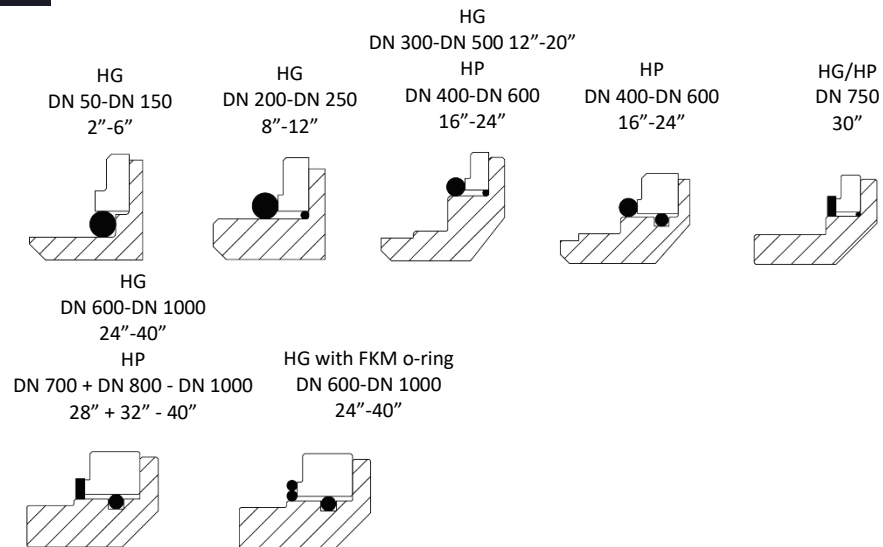 HG
DN 50-DN 150
2”-6”
HG
DN 200-DN 250
8”-12”
HG
DN 300-DN 500 12”-20”
HP
DN 400-DN 600
16”-24”
HP
DN 400-DN 600
16”-24”
HG/HP
DN 750
30”
HG
DN 600-DN 1000
24”-40”
HP
DN 700 + DN 800 - DN 1000
28” + 32” - 40”
HG with FKM o-ring
DN 600-DN 1000
24”-40”